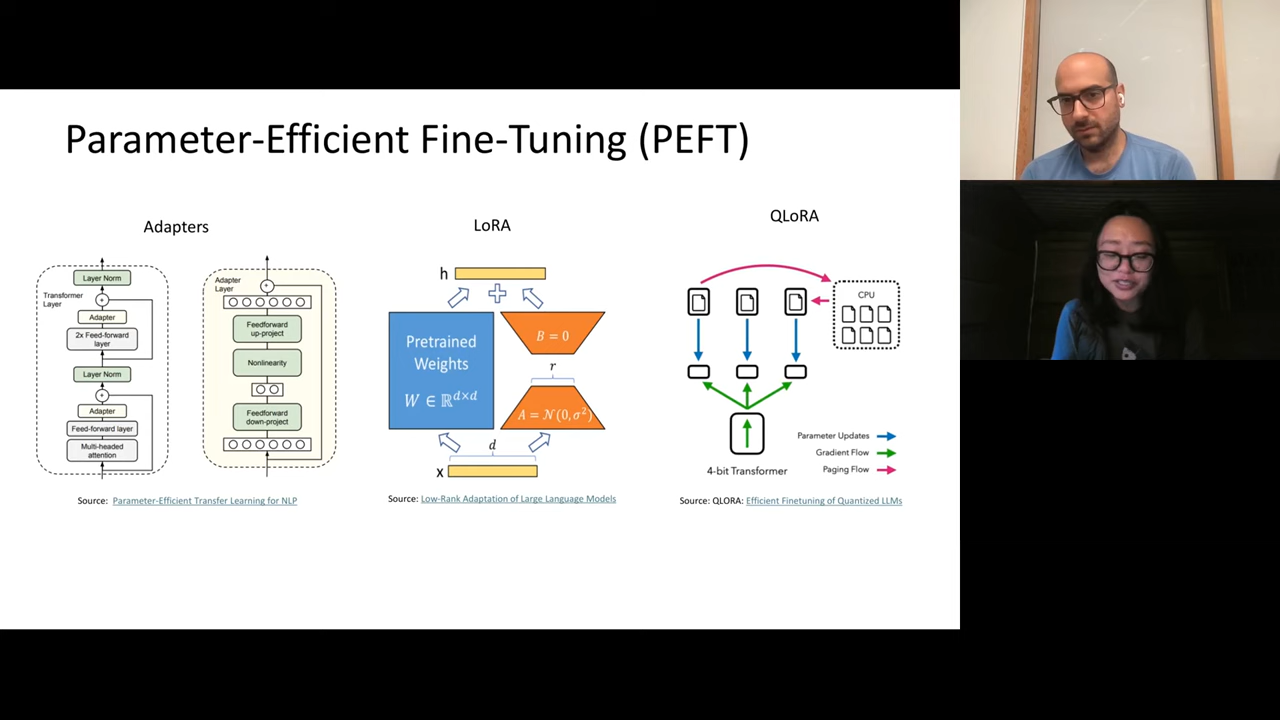 Parameter-Efficient Fine-Tuning (PEFT)
Adapters
Layer Norm
+
Transformer
Layer
Adapter
2x Feed-forward
layer
Layer Norm
+
Adapter
Feed-forward layer
Multi-headed
attention
Adapter
Layer
+
Feedforward
up-project
Nonlinearity
Feedforward
down-project
Source: Parameter-Efficient Transfer Learning for NLP
LoRA
h
Pretrained
Weights
W ∈ ℝ^{d×d}
B = 0
r
A = 𝒩(0, σ²)
d
x
Source: Low-Rank Adaptation of Large Language Models
QLoRA
CPU
4-bit Transformer
Parameter Updates
Gradient Flow
Paging Flow
Source: QLORA: Efficient Finetuning of Quantized LLMs